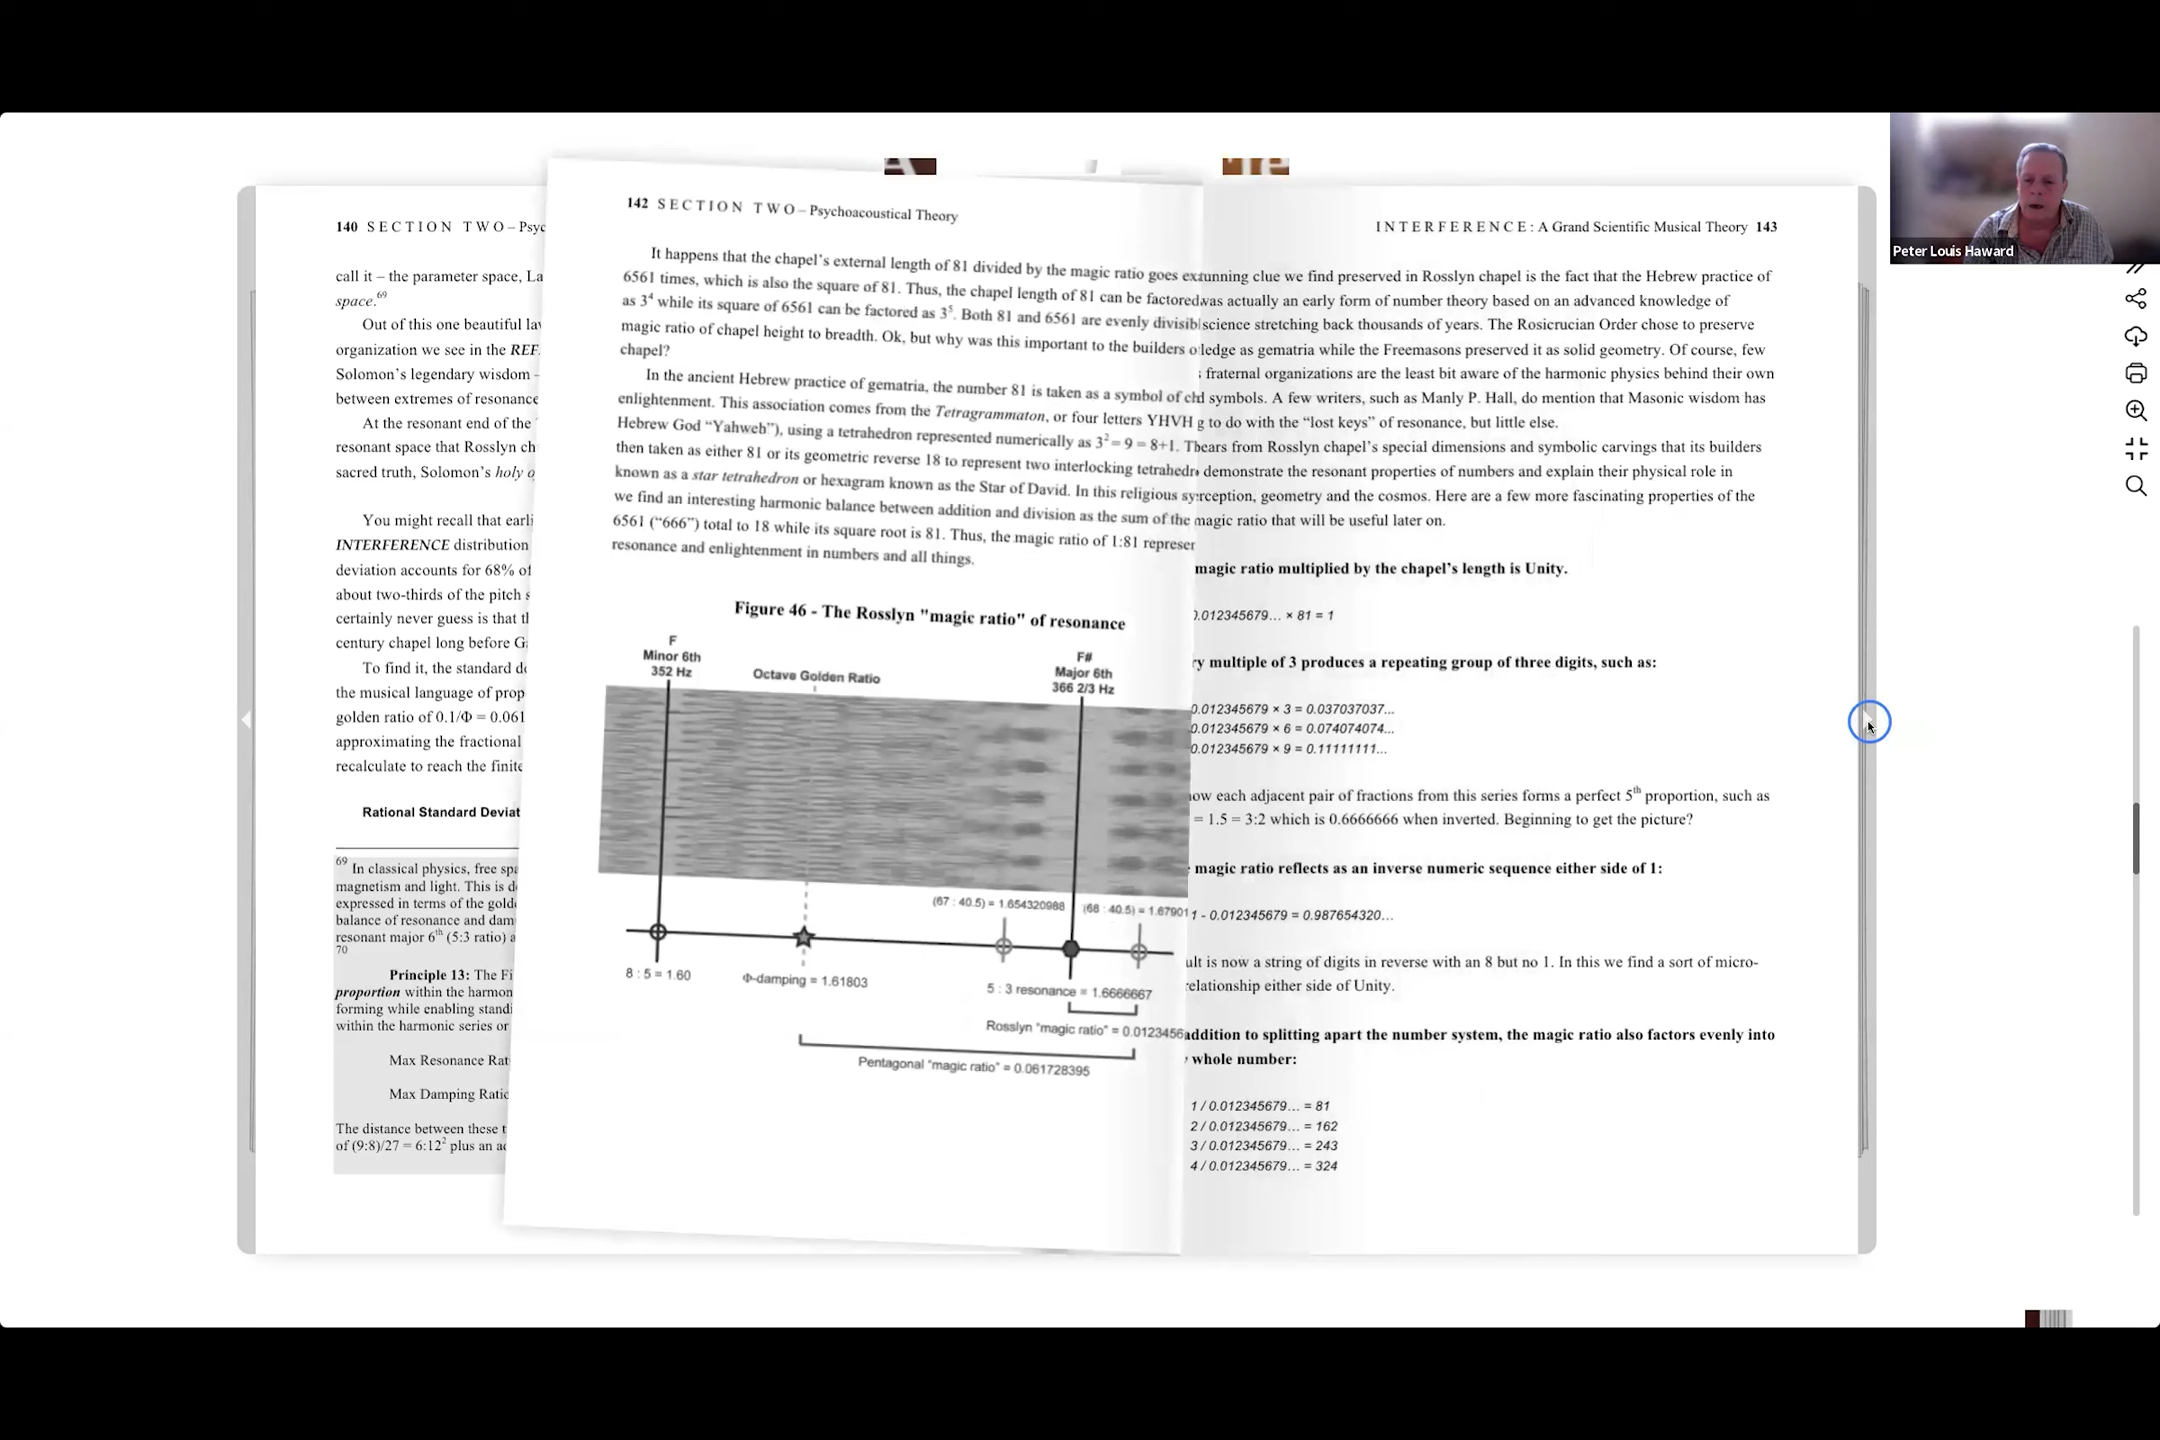 A
re
Peter Louis Haward
140 SECTION TWO – Psyc
call it – the parameter space, La
space.69
Out of this one beautiful law
organization we see in the REF
Solomon's legendary wisdom –
between extremes of resonance
At the resonant end of the
resonant space that Rosslyn ch
sacred truth, Solomon's holy o
You might recall that earli
INTERFERENCE distribution
deviation accounts for 68% of
about two-thirds of the pitch s
certainly never guess is that th
century chapel long before G
To find it, the standard de
the musical language of prop
golden ratio of 0.1/Φ = 0.061
approximating the fractional
recalculate to reach the finite
Rational Standard Deviat
69 In classical physics, free spa
magnetism and light. This is d
expressed in terms of the gold
balance of resonance and dam
resonant major 6th (5:3 ratio) a
70
Principle 13: The Fi
proportion within the harmon
forming while enabling standi
within the harmonic series or
Max Resonance Rat
Max Damping Ratio
The distance between these t
of (9:8)/27 = 6:12² plus an ad
142 SECTION TWO – Psychoacoustical Theory
It happens that the chapel's external length of 81 divided by the magic ratio goes ex
6561 times, which is also the square of 81. Thus, the chapel length of 81 can be factored
as 3⁴ while its square of 6561 can be factored as 3⁵. Both 81 and 6561 are evenly divisib
magic ratio of chapel height to breadth. Ok, but why was this important to the builders o
chapel?
In the ancient Hebrew practice of gematria, the number 81 is taken as a symbol of ch
enlightenment. This association comes from the Tetragrammaton, or four letters YHVH
Hebrew God “Yahweb”), using a tetrahedron represented numerically as 3² = 9 = 8+1. Th
then taken as either 81 or its geometric reverse 18 to represent two interlocking tetrahedr
known as a star tetrahedron or hexagram known as the Star of David. In this religious sy
we find an interesting harmonic balance between addition and division as the sum of the
6561 (“666”) total to 18 while its square root is 81. Thus, the magic ratio of 1:81 represen
resonance and enlightenment in numbers and all things.
Figure 46 - The Rosslyn "magic ratio" of resonance
F
Minor 6th
352 Hz
Octave Golden Ratio
F#
Major 6th
366 2/3 Hz
(67 : 40.5) = 1.654320988
(68 : 40.5) = 1.67901
8 : 5 = 1.60
Φ-damping = 1.61803
5 : 3 resonance = 1.6666667
Rosslyn "magic ratio" = 0.0123456
Pentagonal "magic ratio" = 0.061728395
INTERFERENCE: A Grand Scientific Musical Theory 143
tunning clue we find preserved in Rosslyn chapel is the fact that the Hebrew practice of
was actually an early form of number theory based on an advanced knowledge of
science stretching back thousands of years. The Rosicrucian Order chose to preserve
ledge as gematria while the Freemasons preserved it as solid geometry. Of course, few
fraternal organizations are the least bit aware of the harmonic physics behind their own
d symbols. A few writers, such as Manly P. Hall, do mention that Masonic wisdom has
g to do with the “lost keys” of resonance, but little else.
bears from Rosslyn chapel's special dimensions and symbolic carvings that its builders
demonstrate the resonant properties of numbers and explain their physical role in
rception, geometry and the cosmos. Here are a few more fascinating properties of the
magic ratio that will be useful later on.
magic ratio multiplied by the chapel's length is Unity.
0.012345679... × 81 = 1
ry multiple of 3 produces a repeating group of three digits, such as:
0.012345679 × 3 = 0.037037037...
0.012345679 × 6 = 0.074074074...
0.012345679 × 9 = 0.11111111...
ow each adjacent pair of fractions from this series forms a perfect 5th proportion, such as
= 1.5 = 3:2 which is 0.6666666 when inverted. Beginning to get the picture?
magic ratio reflects as an inverse numeric sequence either side of 1:
1 - 0.012345679 = 0.987654320...
ult is now a string of digits in reverse with an 8 but no 1. In this we find a sort of micro-
relationship either side of Unity.
addition to splitting apart the number system, the magic ratio also factors evenly into
whole number:
1 / 0.012345679... = 81
2 / 0.012345679... = 162
3 / 0.012345679... = 243
4 / 0.012345679... = 324